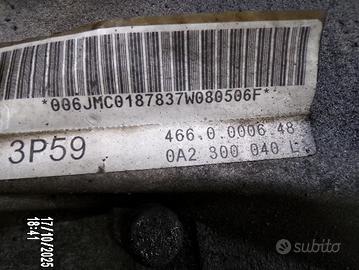 *006JMC0187837W080506F*
3P59
466.0.0006.48
0A2 300 040 L
17/10/2025
18:41
subito